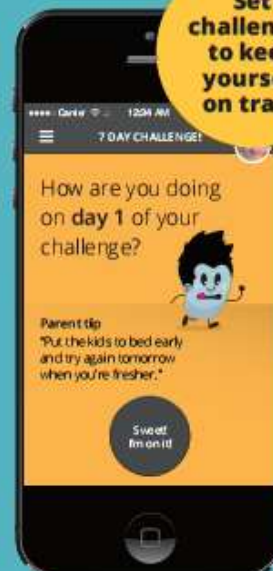 Set
challen
to kee
yourse
on tra
Carrier 12:34 AM
7 DAY CHALLENGE!
How are you doing
on day 1 of your
challenge?
Parent tip
"Put the kids to bed early
and try again tomorrow
when you're fresher."
Sweet!
I'm on it!